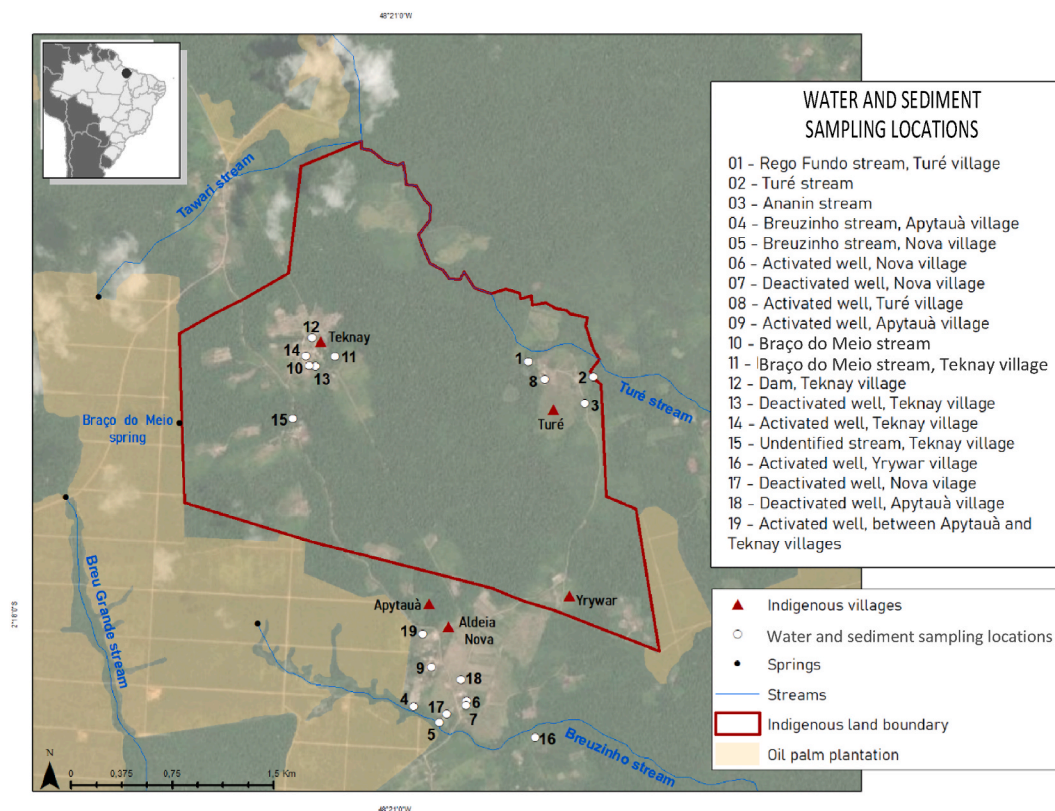 48°21'0"W
WATER AND SEDIMENT
SAMPLING LOCATIONS
01 - Rego Fundo stream, Turé village
02 - Turé stream
03 - Ananin stream
04 - Breuzinho stream, Apytauà village
05 - Breuzinho stream, Nova village
06 - Activated well, Nova village
07 - Deactivated well, Nova village
08 - Activated well, Turé village
09 - Activated well, Apytauà village
10 - Braço do Meio stream
11 - Braço do Meio stream, Teknay village
12 - Dam, Teknay village
13 - Deactivated well, Teknay village
14 - Activated well, Teknay village
15 - Undentified stream, Teknay village
16 - Activated well, Yrywar village
17 - Deactivated well, Nova vilage
18 - Deactivated well, Apytauà village
19 - Activated well, between Apytauà and
Teknay villages
Indigenous villages
Water and sediment sampling locations
Springs
Streams
Indigenous land boundary
Oil palm plantation
Tawari stream
12
Teknay
14
11
10
13
15
Braço do Meio
spring
1
8
2
3
Turé
Turé stream
Breu Grande stream
Apytauà
Aldeia
Nova
Yrywar
19
9
18
4
17
6
7
5
16
Breuzinho stream
2°16'0"S
N
0
0,375
0,75
1,5 Km
48°21'0"W